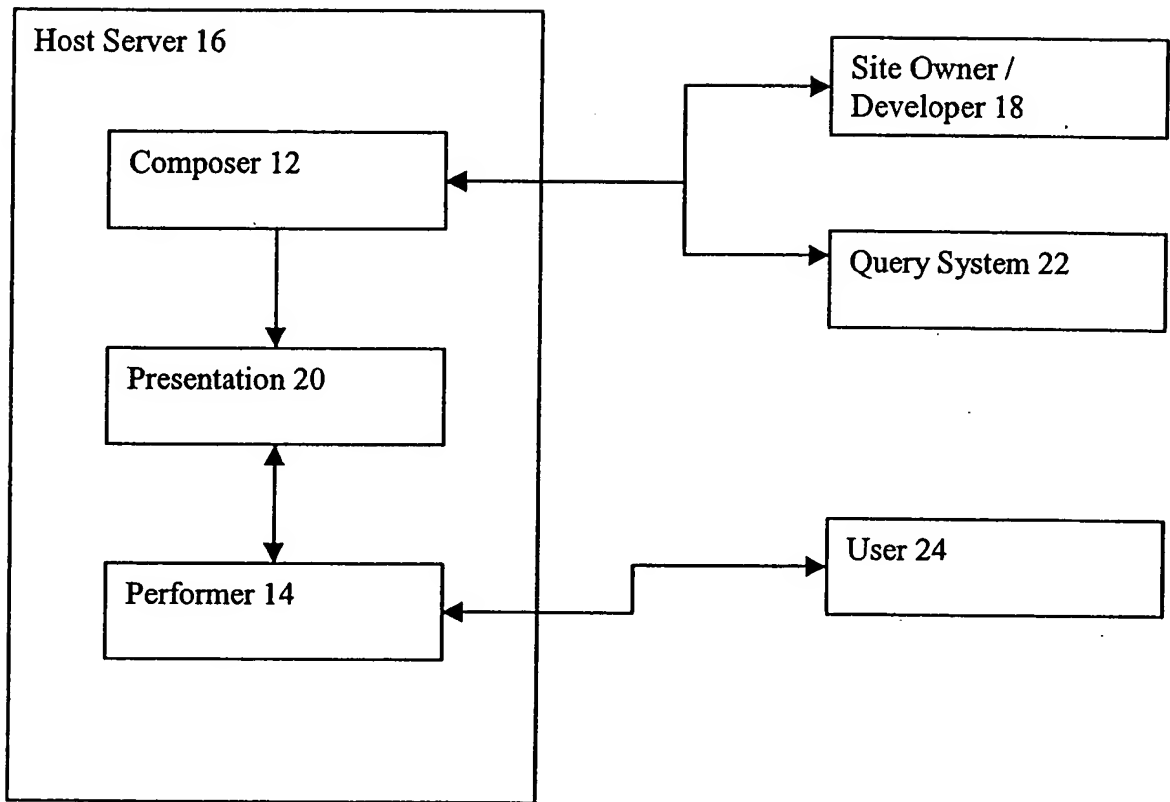 Host Server 16
Composer 12
Presentation 20
Performer 14
Site Owner /
Developer 18
Query System 22
User 24